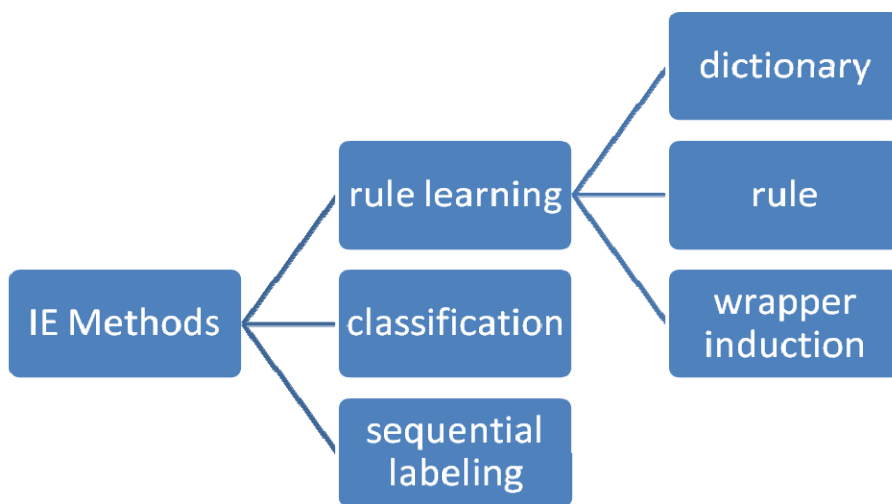 dictionary
rule learning
rule
IE Methods
classification
wrapper
induction
sequential
labeling